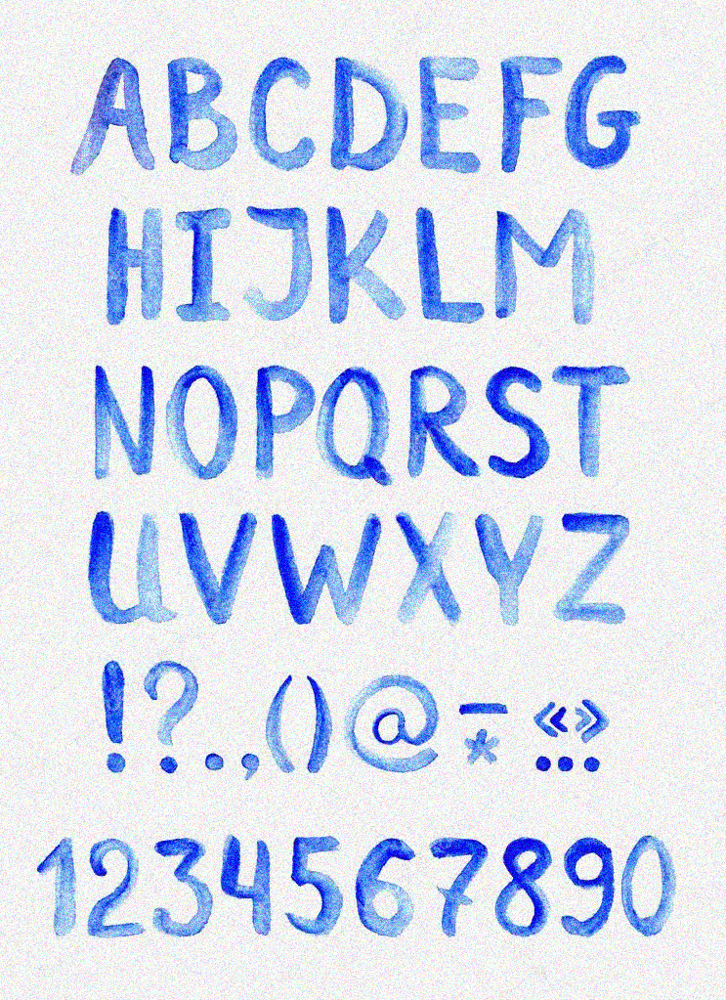 ABCDEFG
HIJKLM
NOPQRST
UVWXYZ
!?.,()@-*«»...
1234567890